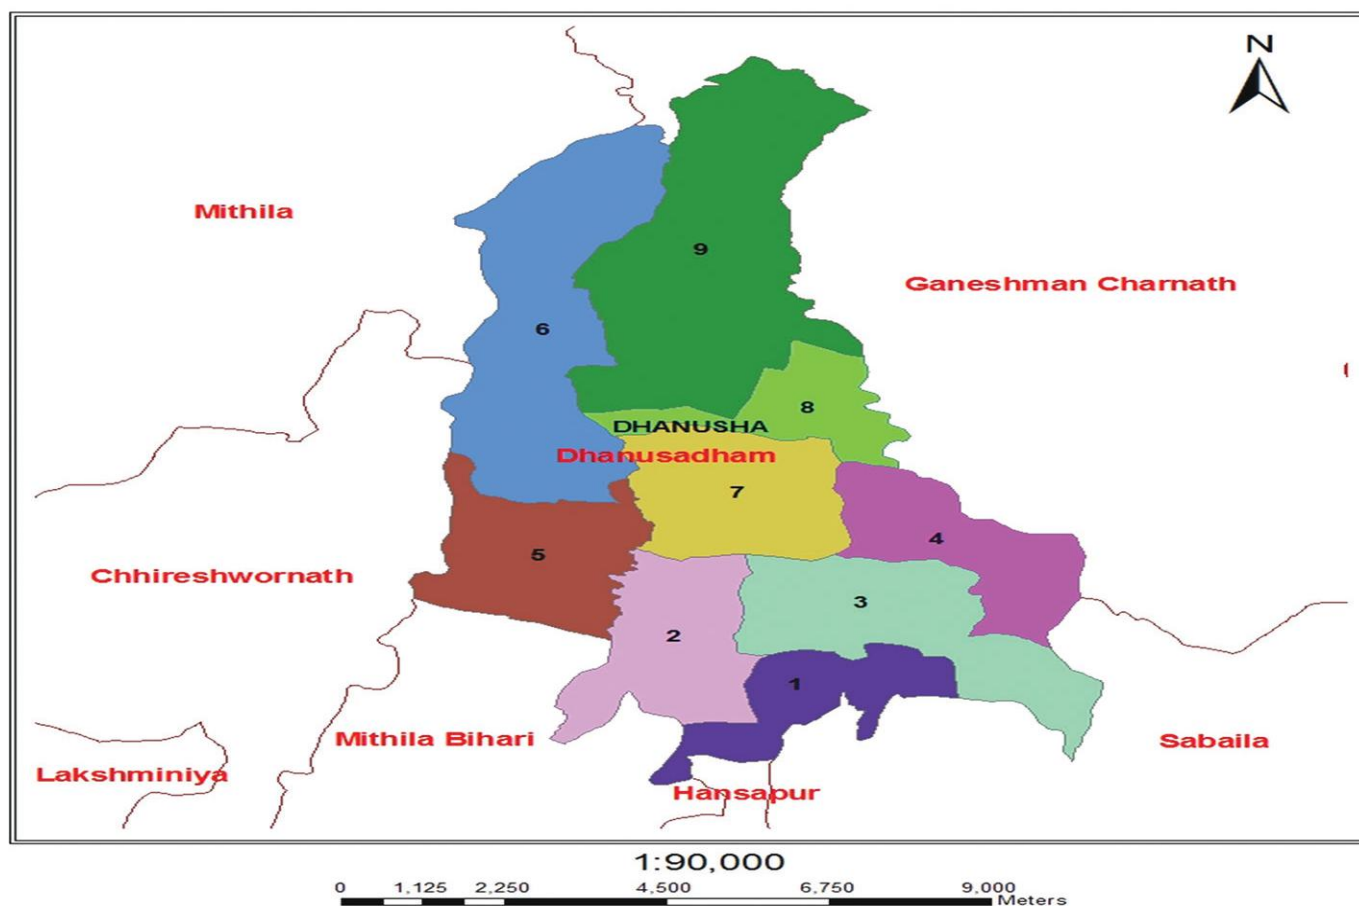 N
Mithila
9
Ganeshman Charnath
6
8
DHANUSHA
Dhanusadham
7
4
5
Chhireshwornath
3
2
1
Mithila Bihari
Sabaila
Lakshminiya
Hansapur
1:90,000
0 1,125 2,250 4,500 6,750 9,000
Meters